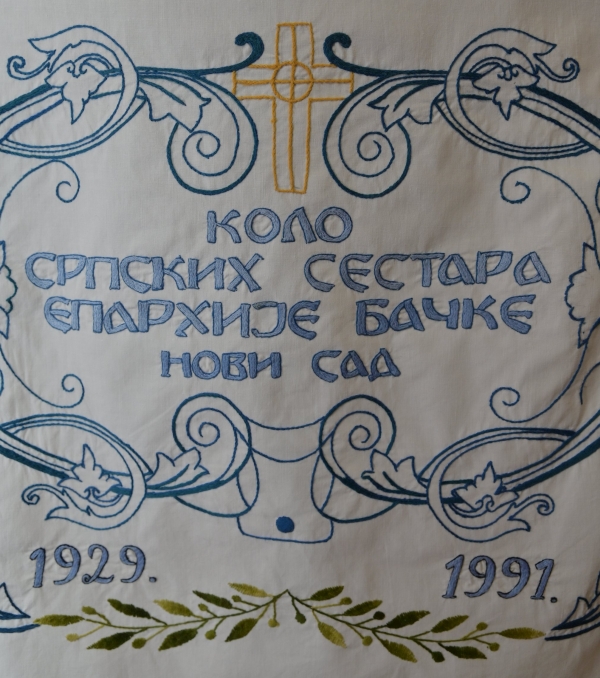 КОЛО
СРПСКИХ СЕСТАРА
ЕПАРХИЈЕ БАЧКЕ
НОВИ САД
1929. 1991.